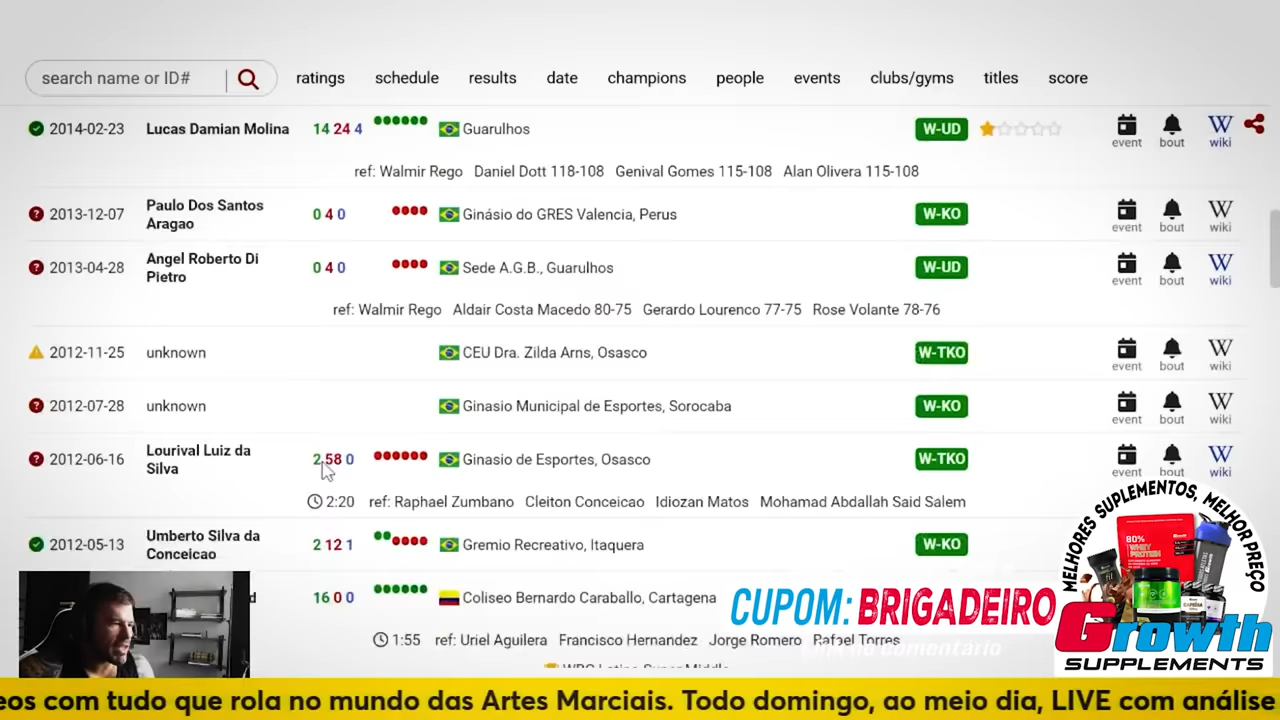 search name or ID#
ratings schedule results date champions people events clubs/gyms titles score
2014-02-23 Lucas Damian Molina 14 24 4 Guarulhos W-UD
event bout wiki
ref: Walmir Rego Daniel Dott 118-108 Genival Gomes 115-108 Alan Olivera 115-108
2013-12-07 Paulo Dos Santos Aragao 0 4 0 Ginásio do GRES Valencia, Perus W-KO
event bout wiki
2013-04-28 Angel Roberto Di Pietro 0 4 0 Sede A.G.B., Guarulhos W-UD
event bout wiki
ref: Walmir Rego Aldair Costa Macedo 80-75 Gerardo Lourenco 77-75 Rose Volante 78-76
2012-11-25 unknown CEU Dra. Zilda Arns, Osasco W-TKO
event bout wiki
2012-07-28 unknown Ginasio Municipal de Esportes, Sorocaba W-KO
event bout wiki
2012-06-16 Lourival Luiz da Silva 2 58 0 Ginasio de Esportes, Osasco W-TKO
event bout wiki
2:20 ref: Raphael Zumbano Cleiton Conceicao Idiozan Matos Mohamad Abdallah Said Salem
2012-05-13 Umberto Silva da Conceicao 2 12 1 Gremio Recreativo, Itaquera W-KO
16 0 0 Coliseo Bernardo Caraballo, Cartagena
1:55 ref: Uriel Aguilera Francisco Hernandez Jorge Romero Rafael Torres
WBC Latino Super Middle
MELHORES SUPLEMENTOS, MELHOR PREÇO
80%
WHEY PROTEIN
CUPOM: BRIGADEIRO
Growth
SUPPLEMENTS
eos com tudo que rola no mundo das Artes Marciais. Todo domingo, ao meio dia, LIVE com análise